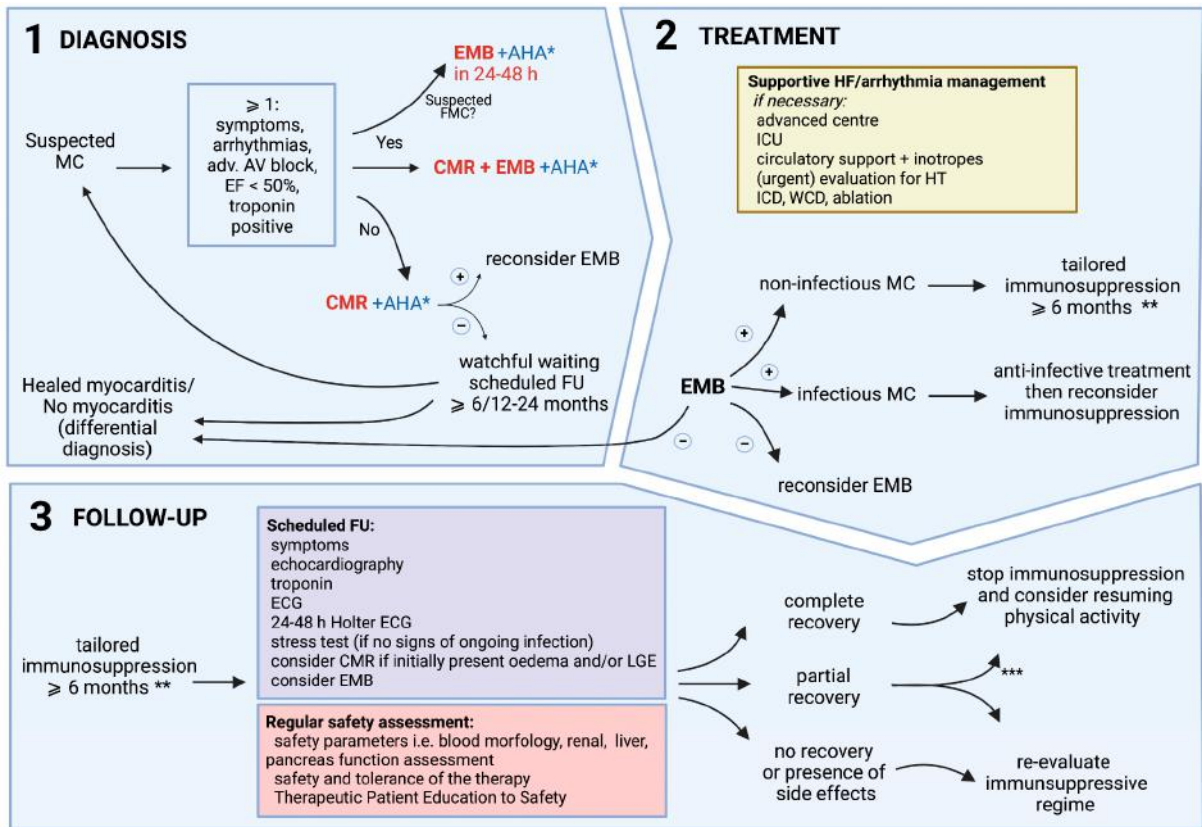 1 DIAGNOSIS
Suspected
MC
⩾ 1:
symptoms,
arrhythmias,
adv. AV block,
EF < 50%,
troponin
positive
EMB +AHA*
in 24-48 h
Suspected
FMC?
Yes
CMR + EMB +AHA*
No
CMR +AHA*
+
reconsider EMB
−
watchful waiting
scheduled FU
⩾ 6/12-24 months
Healed myocarditis/
No myocarditis
(differential
diagnosis)
2 TREATMENT
Supportive HF/arrhythmia management
if necessary:
advanced centre
ICU
circulatory support + inotropes
(urgent) evaluation for HT
ICD, WCD, ablation
EMB
+
non-infectious MC
tailored
immunosuppression
⩾ 6 months **
+
infectious MC
anti-infective treatment
then reconsider
immunosuppression
−
−
reconsider EMB
3 FOLLOW-UP
tailored
immunosuppression
⩾ 6 months **
Scheduled FU:
symptoms
echocardiography
troponin
ECG
24-48 h Holter ECG
stress test (if no signs of ongoing infection)
consider CMR if initially present oedema and/or LGE
consider EMB
Regular safety assessment:
safety parameters i.e. blood morfology, renal, liver,
pancreas function assessment
safety and tolerance of the therapy
Therapeutic Patient Education to Safety
complete
recovery
stop immunosuppression
and consider resuming
physical activity
partial
recovery
***
no recovery
or presence of
side effects
re-evaluate
immunsuppressive
regime